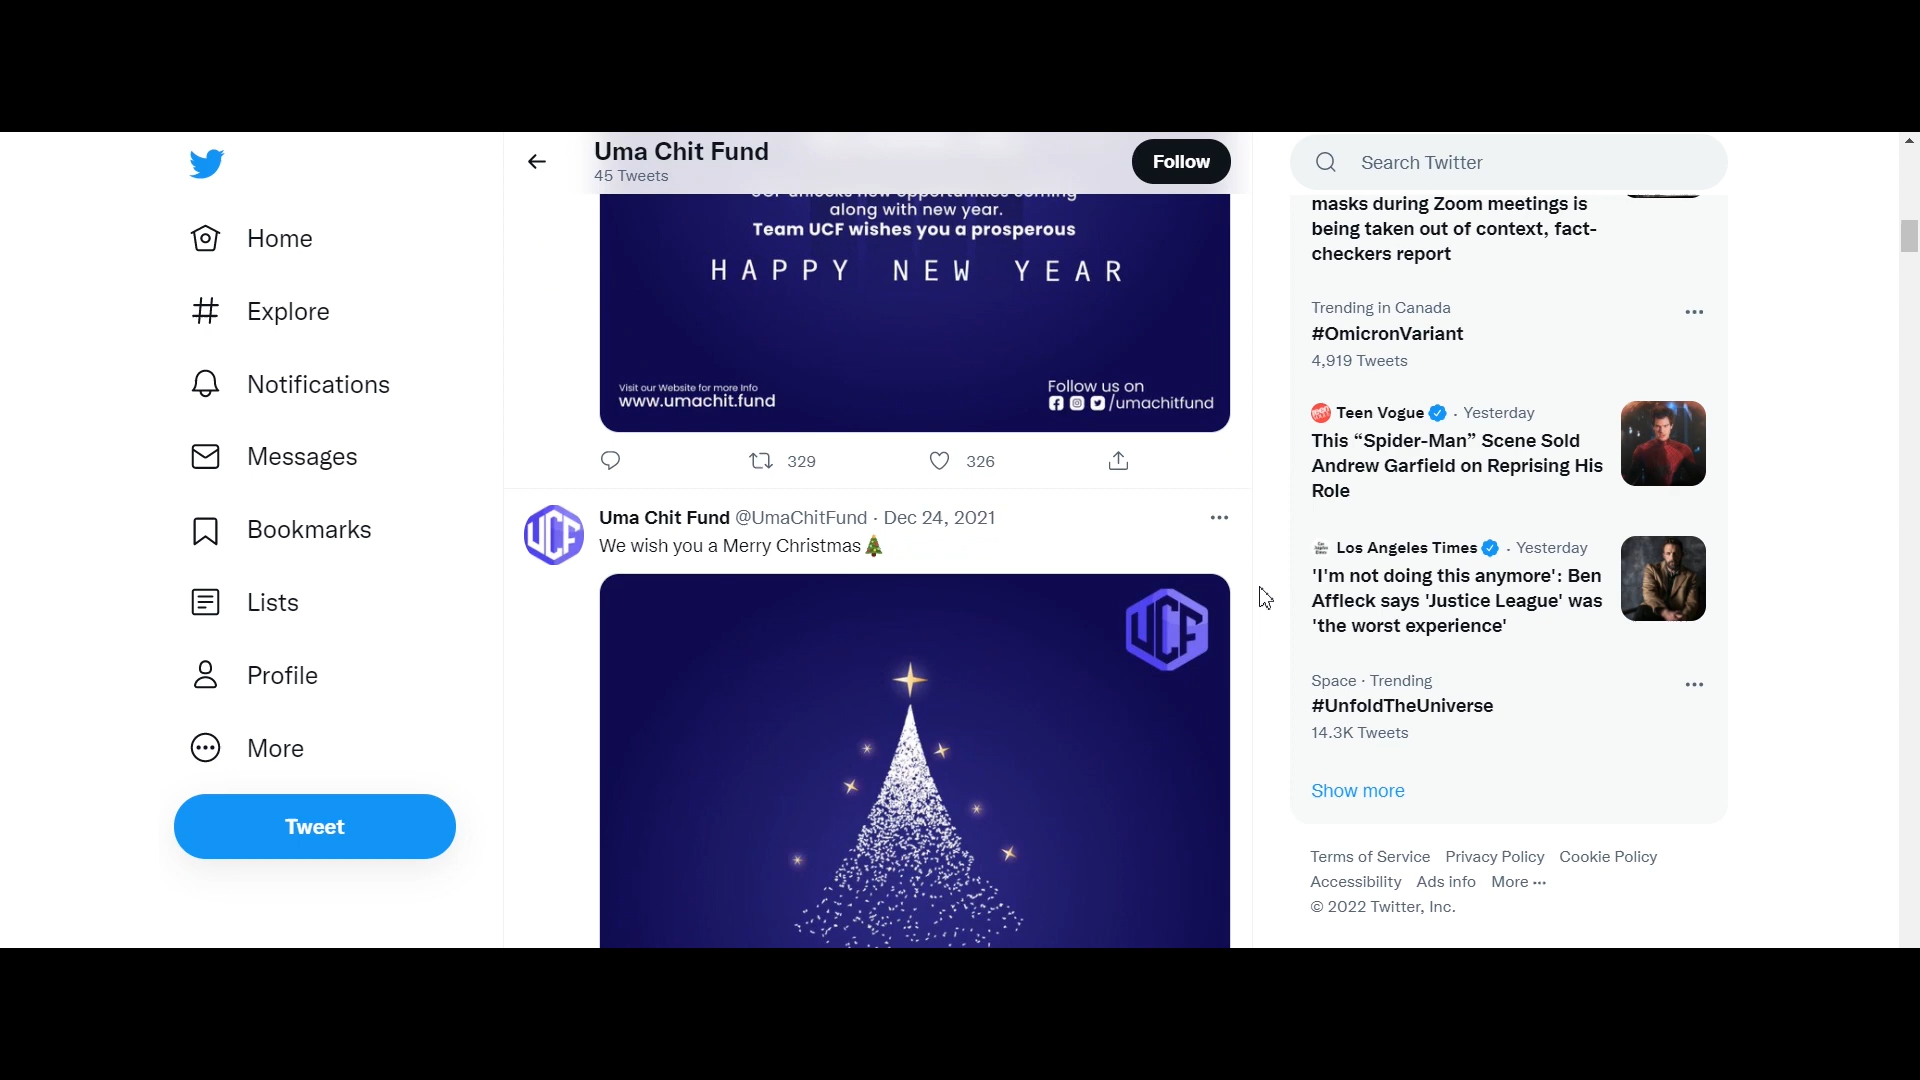 Home
Explore
Notifications
Messages
Bookmarks
Lists
Profile
More
Tweet
Uma Chit Fund
45 Tweets
Follow
UCF unlocks new opportunities coming
along with new year.
Team UCF wishes you a prosperous
HAPPY NEW YEAR
Visit our Website for more Info
www.umachit.fund
Follow us on
/umachitfund
329
326
UCF
Uma Chit Fund @UmaChitFund · Dec 24, 2021
We wish you a Merry Christmas🎄
UCF
Search Twitter
masks during Zoom meetings is
being taken out of context, fact-
checkers report
Trending in Canada
#OmicronVariant
4,919 Tweets
Teen Vogue · Yesterday
This “Spider-Man” Scene Sold
Andrew Garfield on Reprising His
Role
Los Angeles Times · Yesterday
'I'm not doing this anymore': Ben
Affleck says 'Justice League' was
'the worst experience'
Space · Trending
#UnfoldTheUniverse
14.3K Tweets
Show more
Terms of Service Privacy Policy Cookie Policy
Accessibility Ads info More ···
© 2022 Twitter, Inc.